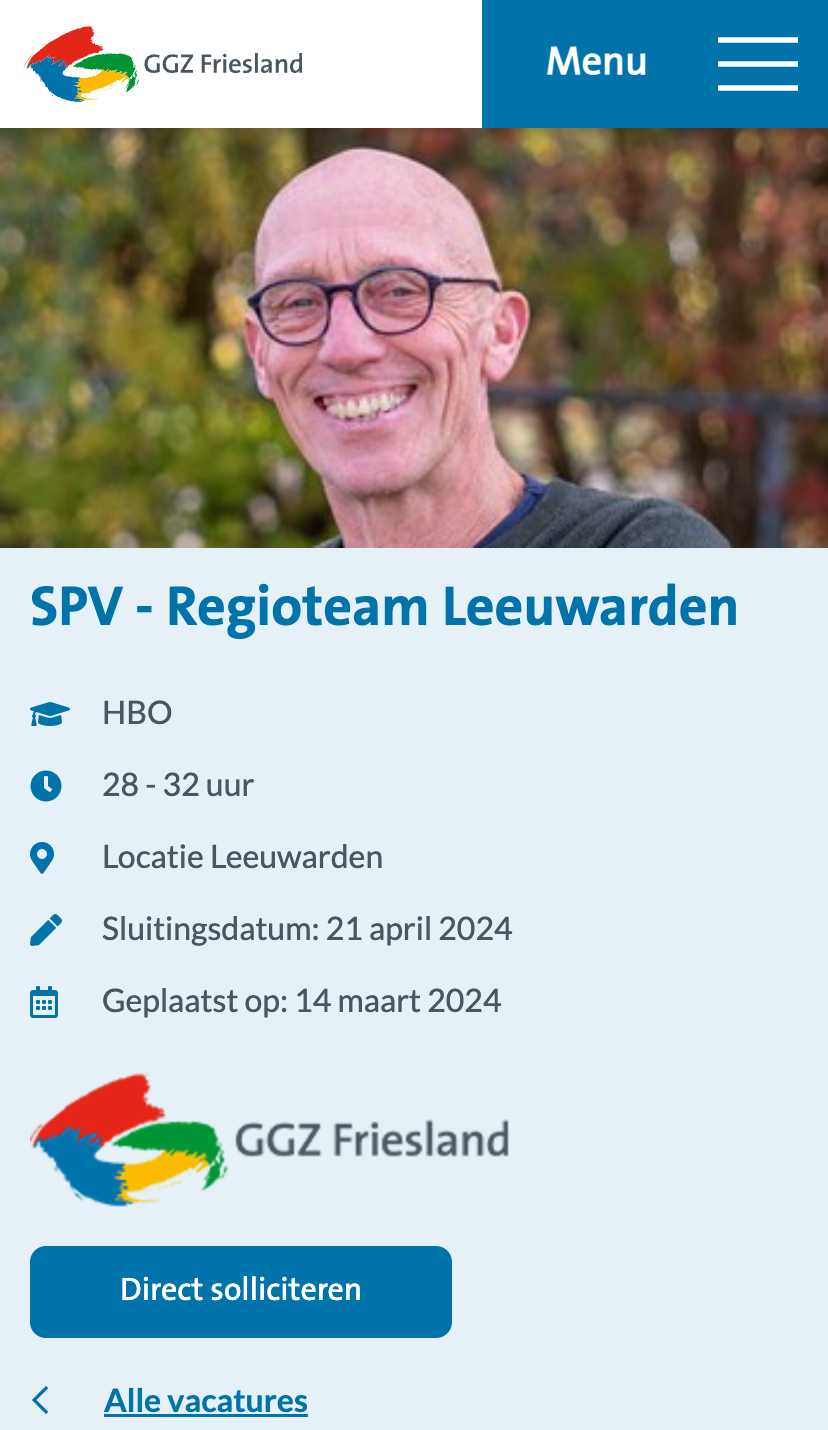 GGZ Friesland
Menu
SPV - Regioteam Leeuwarden
HBO
28 - 32 uur
Locatie Leeuwarden
Sluitingsdatum: 21 april 2024
Geplaatst op: 14 maart 2024
GGZ Friesland
Direct solliciteren
Alle vacatures